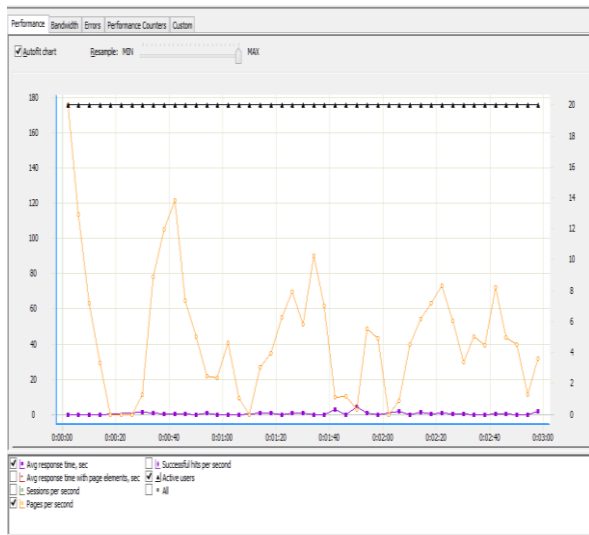 Performance Bandwidth Errors Performance Counters Custom
Autofit chart Resample: MIN MAX
180 20
160 18
16
140
14
120
12
100
10
80
8
60
6
40
4
20
2
0 0
0:00:00 0:00:20 0:00:40 0:01:00 0:01:20 0:01:40 0:02:00 0:02:20 0:02:40 0:03:00
Avg response time, sec Successful hits per second
Avg response time with page elements, sec Active users
Sessions per second All
Pages per second